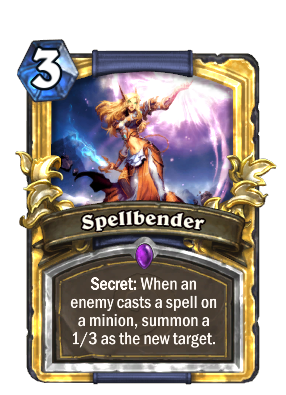 3
Spellbender
Secret: When an
enemy casts a spell on
a minion, summon a
1/3 as the new target.